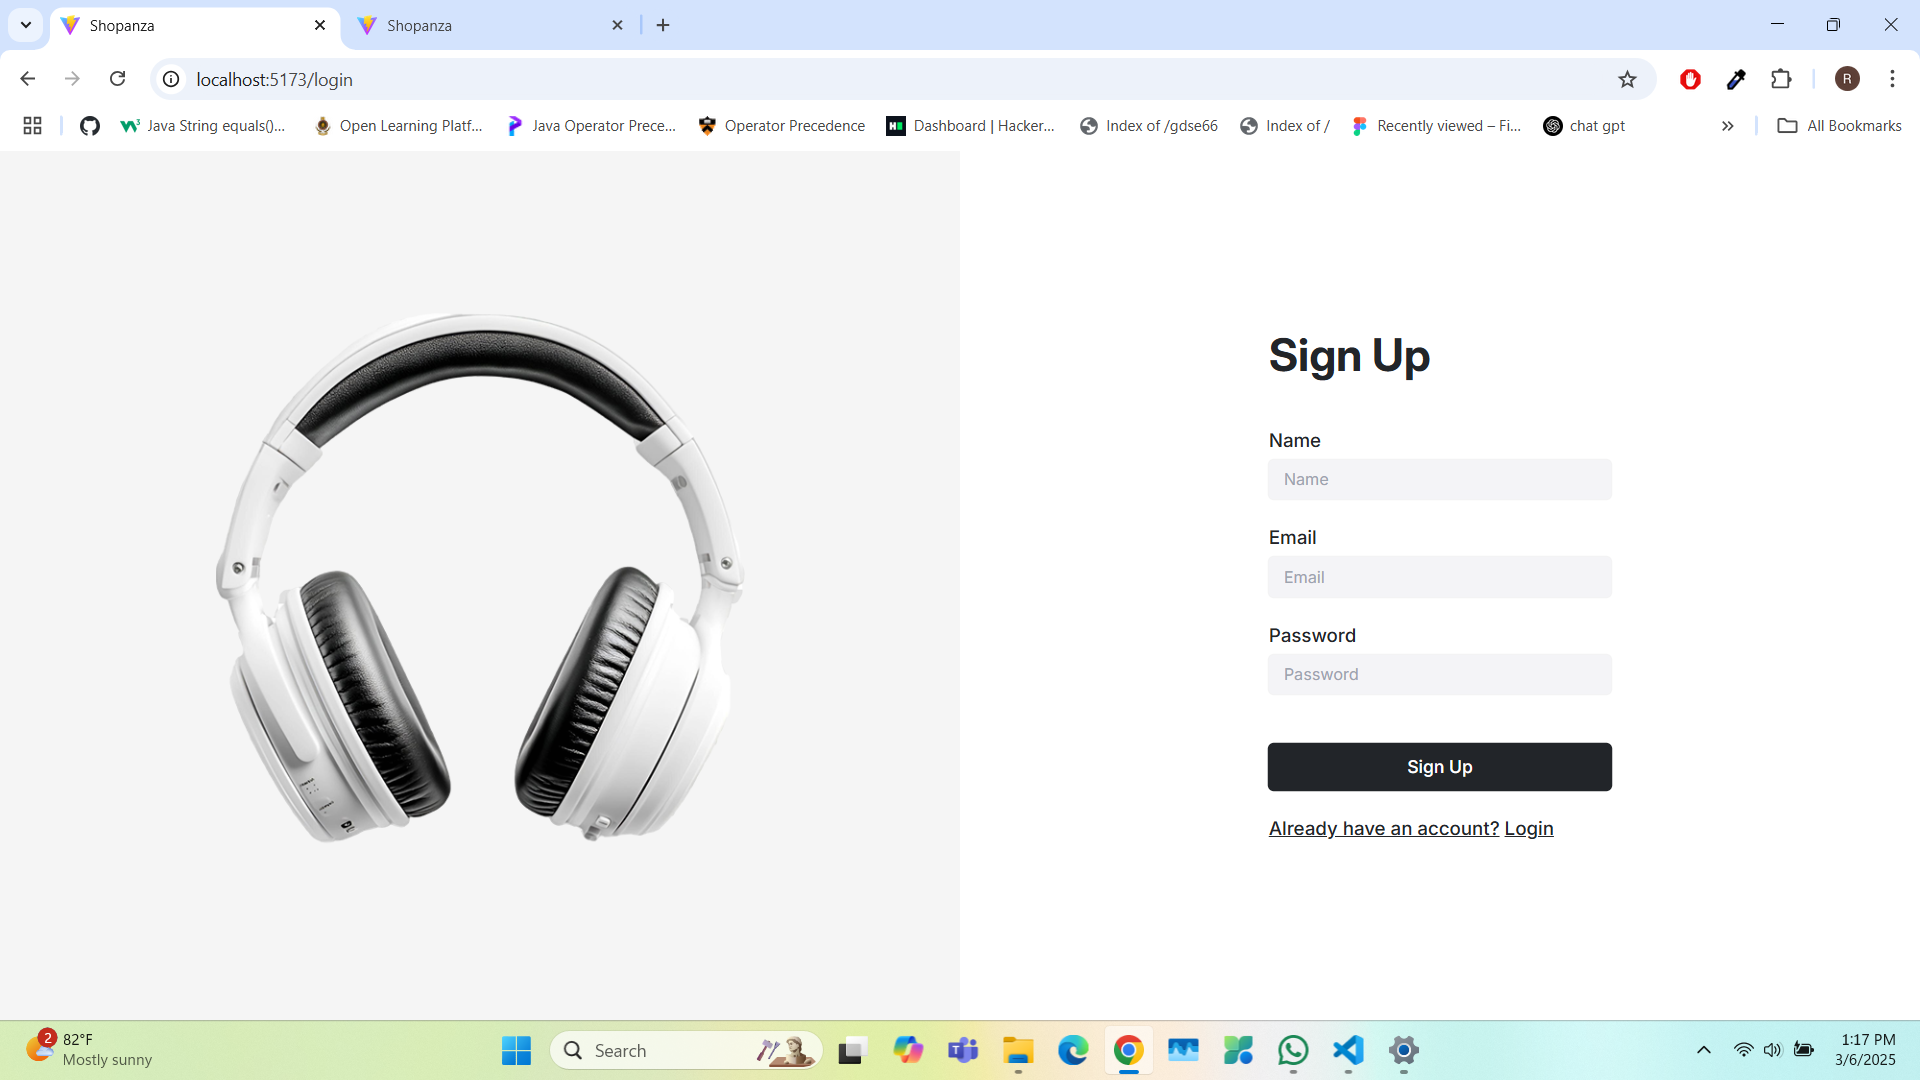 Shopanza
Shopanza
localhost:5173/login
R
Java String equals()...
Open Learning Platf...
Java Operator Prece...
Operator Precedence
Dashboard | Hacker...
Index of /gdse66
Index of /
Recently viewed – Fi...
chat gpt
All Bookmarks
Sign Up
Name
Name
Email
Email
Password
Password
Sign Up
Already have an account? Login
2
82°F
Mostly sunny
Search
1:17 PM
3/6/2025